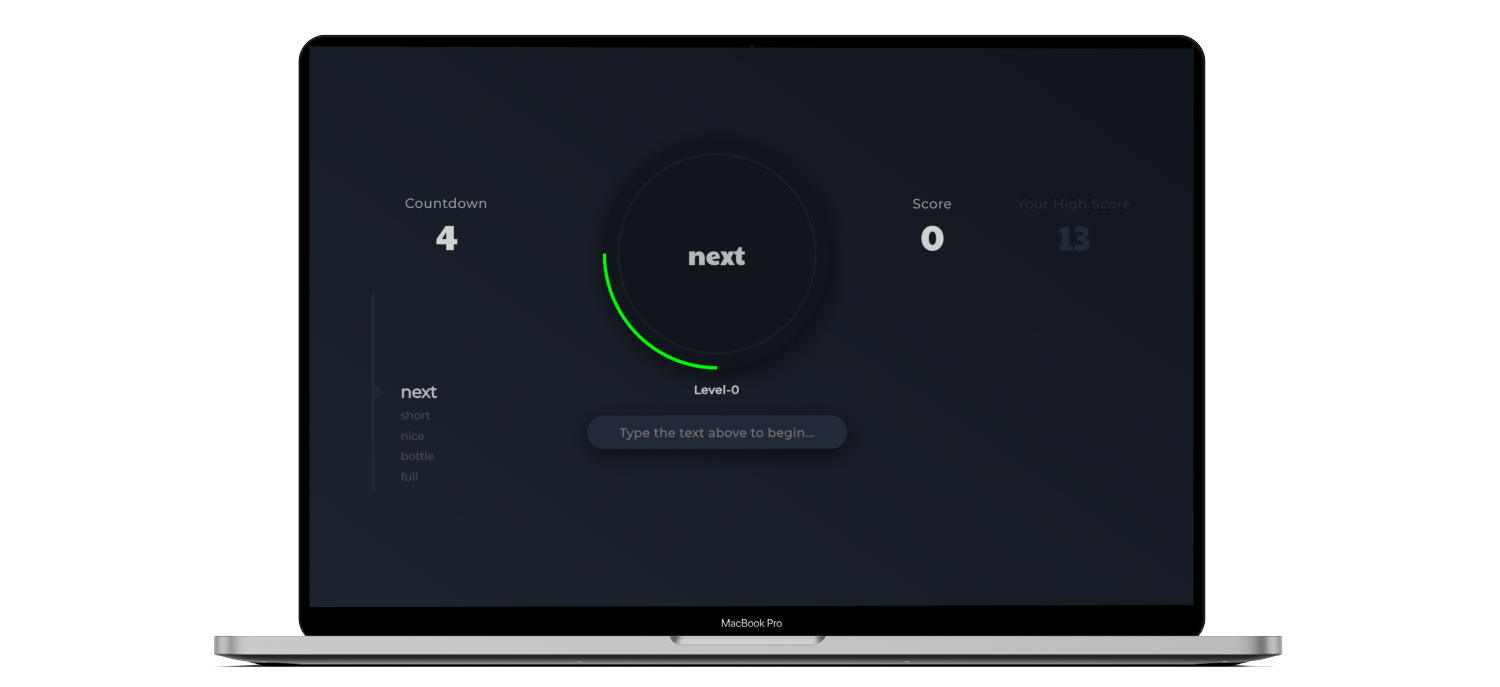 Countdown
4
next
Score
0
Your High Score
13
Level-0
Type the text above to begin...
next
short
nice
bottle
full
MacBook Pro